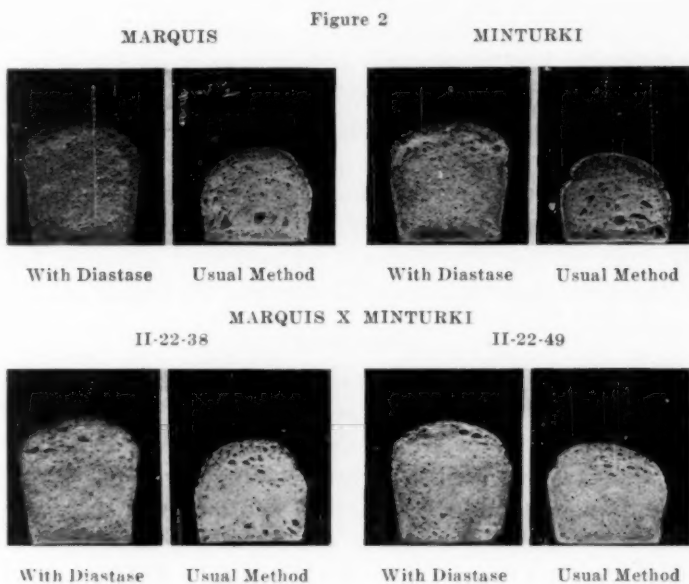 Figure 2
MARQUIS MINTURKI
With Diastase Usual Method With Diastase Usual Method
MARQUIS X MINTURKI
II-22-38 II-22-49
With Diastase Usual Method With Diastase Usual Method